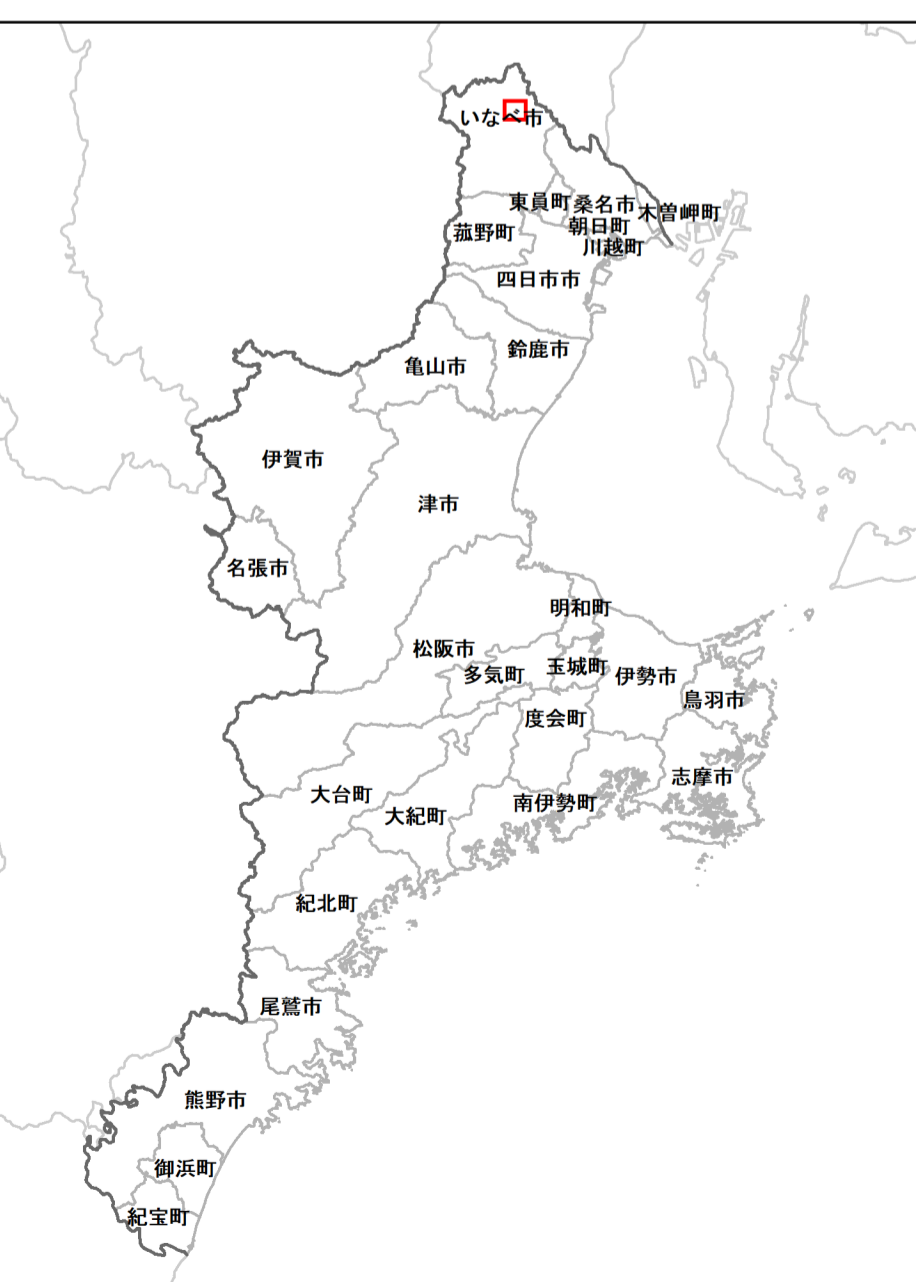 いなべ市
東員町
桑名市
木曽岬町
朝日町
菰野町
川越町
四日市市
鈴鹿市
亀山市
伊賀市
津市
名張市
明和町
松阪市
玉城町
多気町
伊勢市
鳥羽市
度会町
志摩市
大台町
南伊勢町
大紀町
紀北町
尾鷲市
熊野市
御浜町
紀宝町